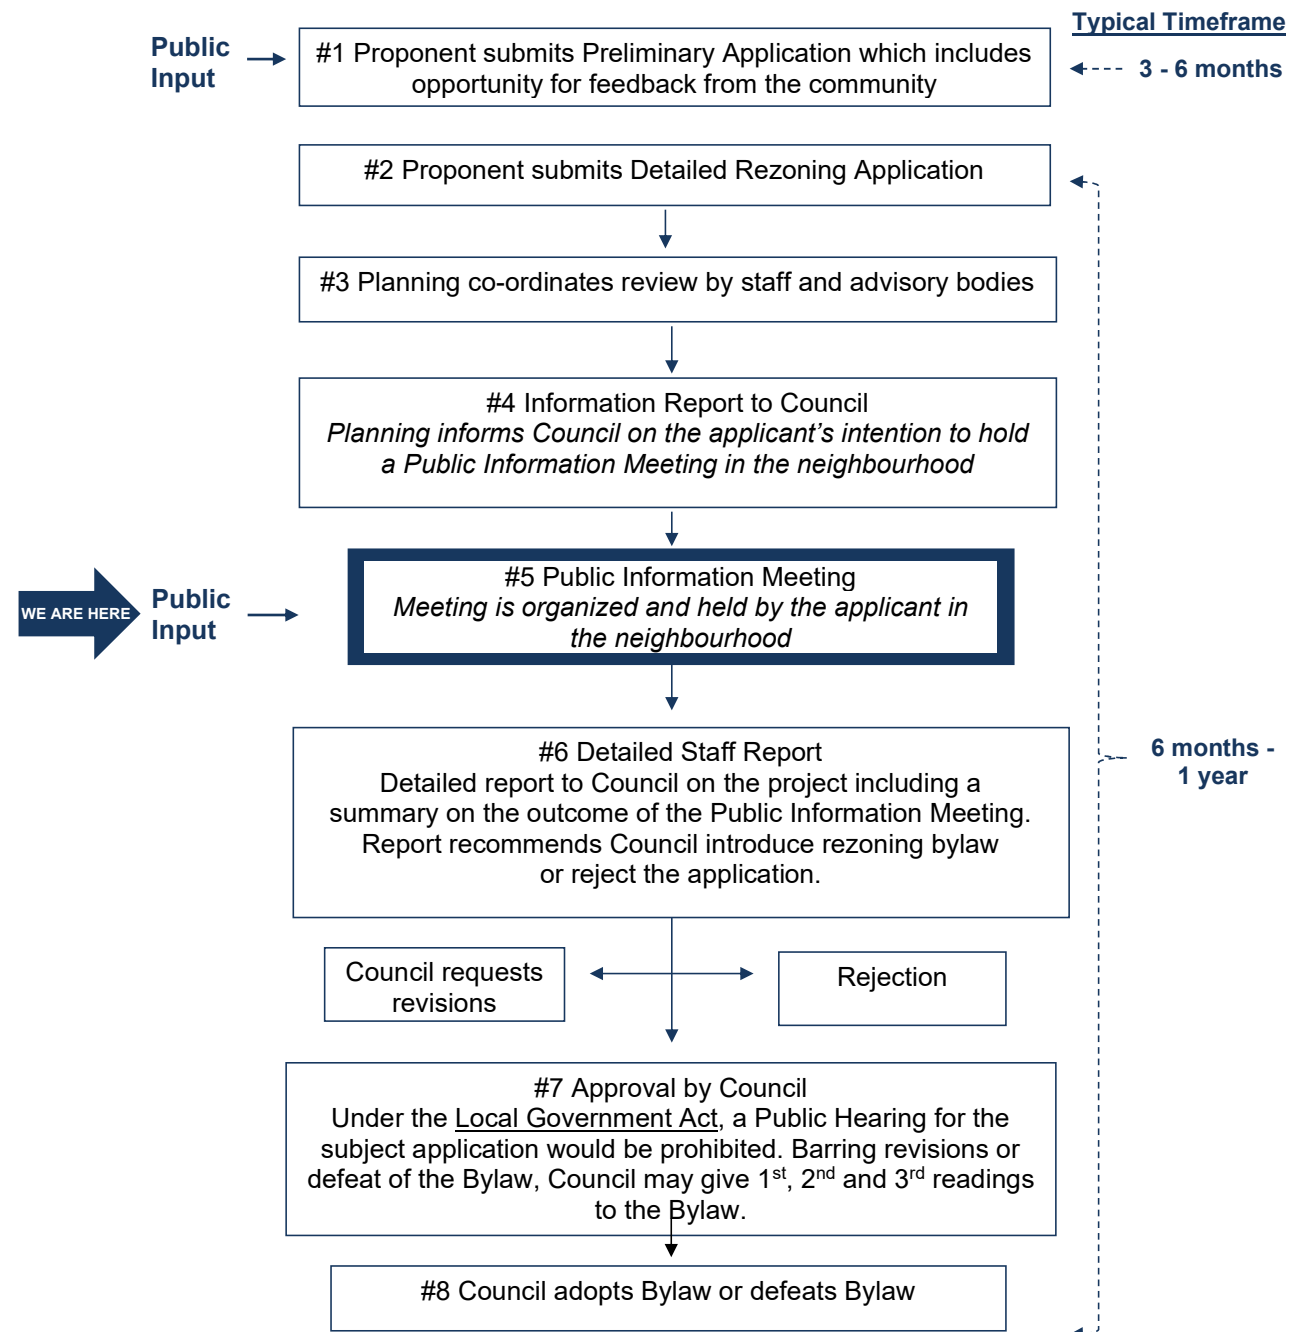 Typical Timeframe
Public
Input
#1 Proponent submits Preliminary Application which includes
opportunity for feedback from the community
3 - 6 months
#2 Proponent submits Detailed Rezoning Application
#3 Planning co-ordinates review by staff and advisory bodies
#4 Information Report to Council
Planning informs Council on the applicant’s intention to hold
a Public Information Meeting in the neighbourhood
WE ARE HERE
Public
Input
#5 Public Information Meeting
Meeting is organized and held by the applicant in
the neighbourhood
#6 Detailed Staff Report
Detailed report to Council on the project including a
summary on the outcome of the Public Information Meeting.
Report recommends Council introduce rezoning bylaw
or reject the application.
6 months -
1 year
Council requests
revisions
Rejection
#7 Approval by Council
Under the Local Government Act, a Public Hearing for the
subject application would be prohibited. Barring revisions or
defeat of the Bylaw, Council may give 1st, 2nd and 3rd readings
to the Bylaw.
#8 Council adopts Bylaw or defeats Bylaw